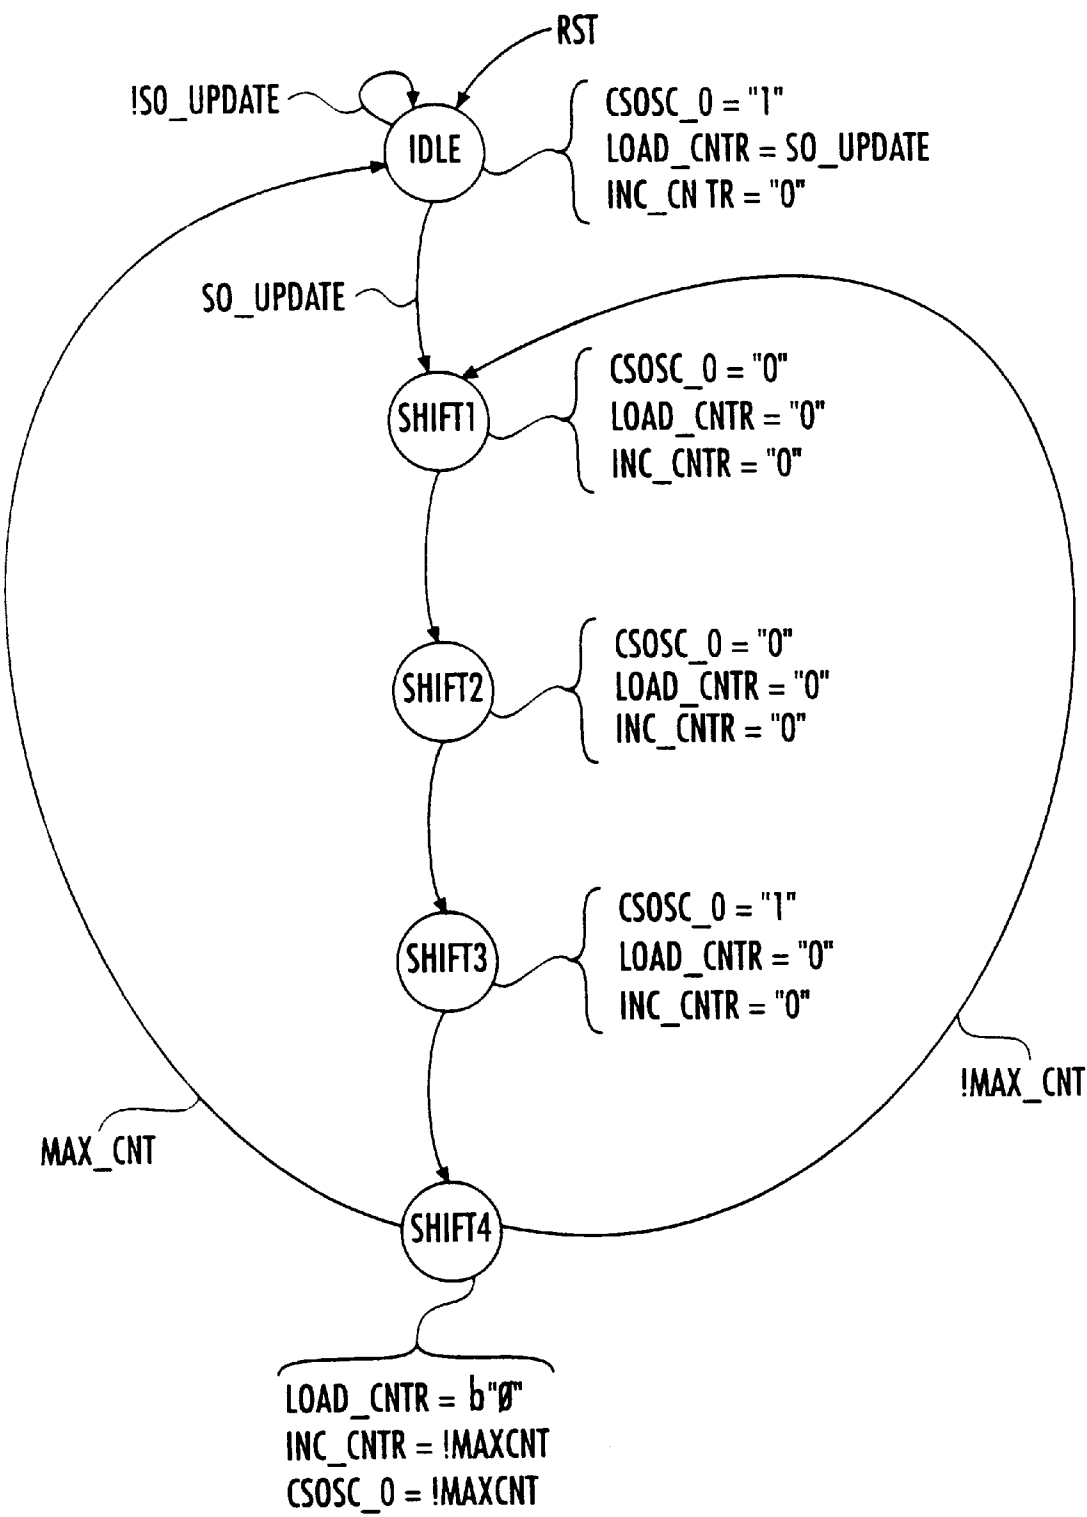 RST
!SO_UPDATE
IDLE
CSOSC_0 = "1"
LOAD_CNTR = SO_UPDATE
INC_CN TR = "0"
SO_UPDATE
SHIFT1
CSOSC_0 = "0"
LOAD_CNTR = "0"
INC_CNTR = "0"
SHIFT2
CSOSC_0 = "0"
LOAD_CNTR = "0"
INC_CNTR = "0"
SHIFT3
CSOSC_0 = "1"
LOAD_CNTR = "0"
INC_CNTR = "0"
!MAX_CNT
MAX_CNT
SHIFT4
LOAD_CNTR = b"Ø"
INC_CNTR = !MAXCNT
CSOSC_0 = !MAXCNT